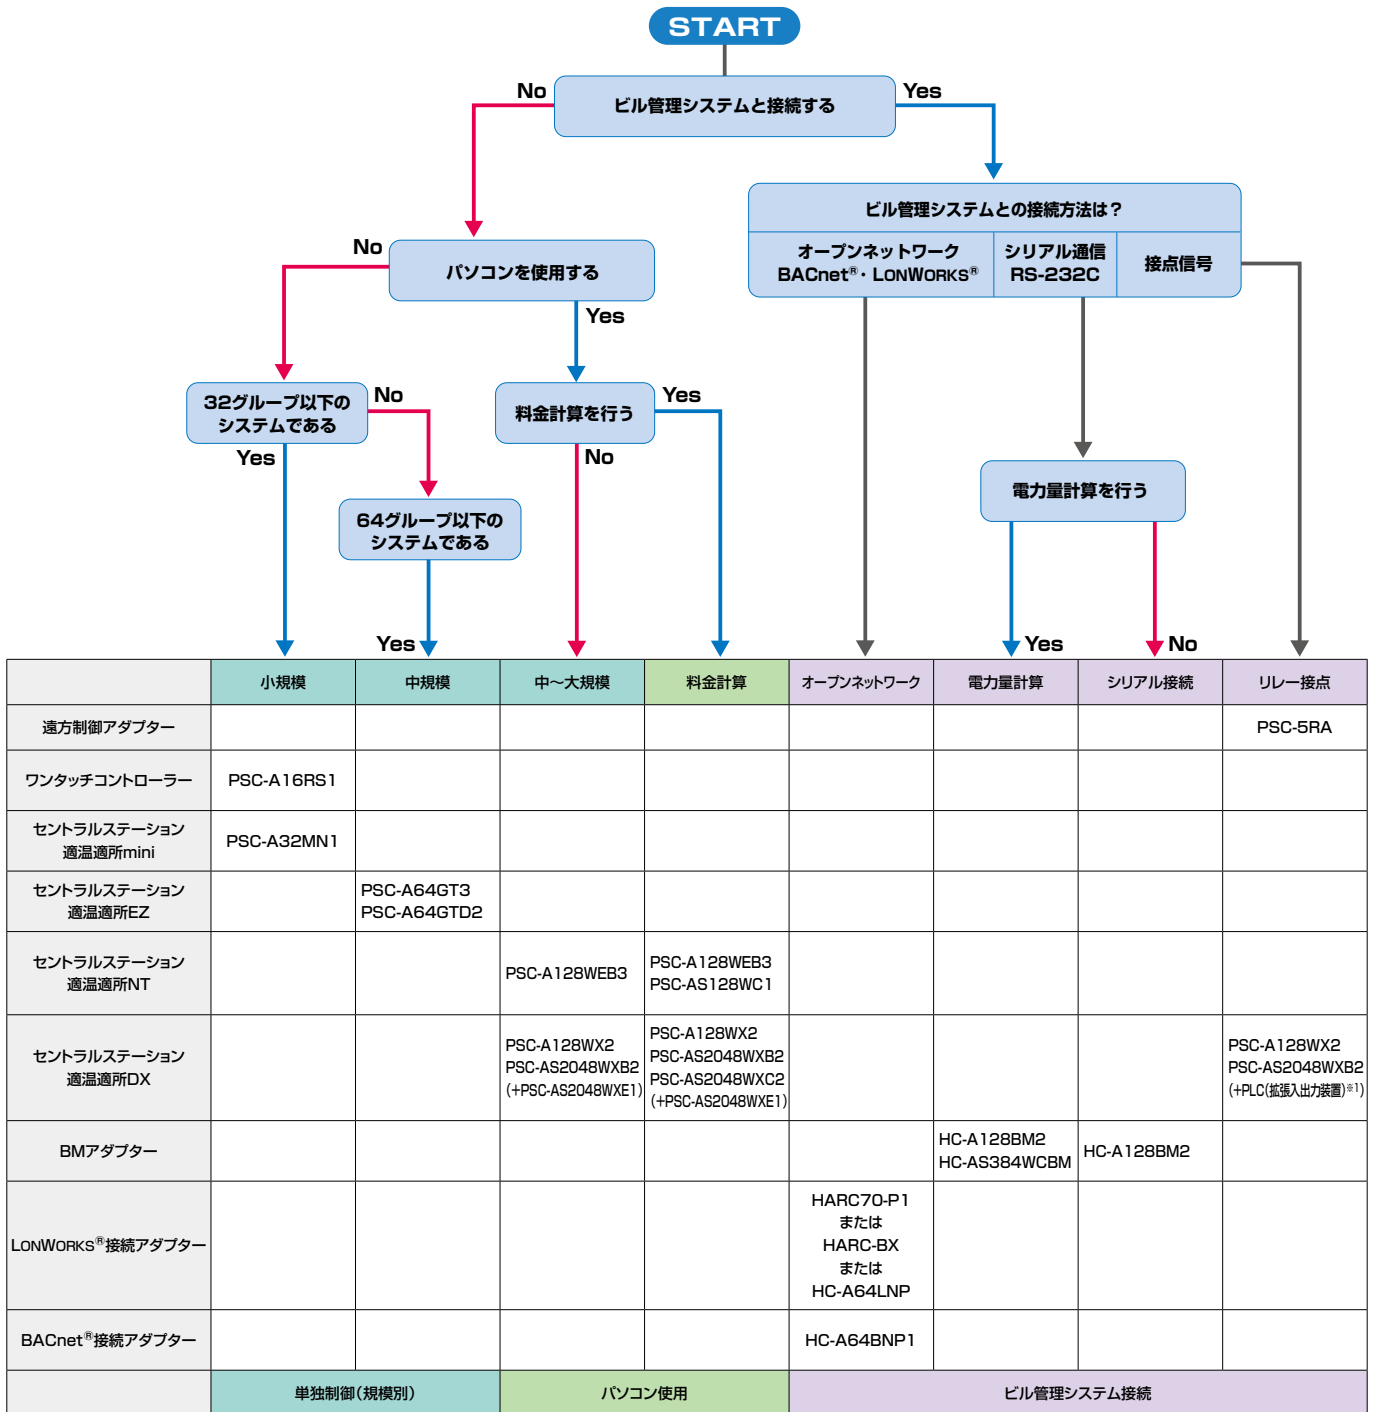 START
No
Yes
ビル管理システムと接続する
ビル管理システムとの接続方法は？
オープンネットワーク
BACnet®・LONWORKS®
シリアル通信
RS-232C
接点信号
No
パソコンを使用する
Yes
32グループ以下の
システムである
No
Yes
料金計算を行う
Yes
No
64グループ以下の
システムである
Yes
電力量計算を行う
Yes
No
小規模
中規模
中～大規模
料金計算
オープンネットワーク
電力量計算
シリアル接続
リレー接点
遠方制御アダプター
PSC-5RA
ワンタッチコントローラー
PSC-A16RS1
セントラルステーション
適温適所mini
PSC-A32MN1
セントラルステーション
適温適所EZ
PSC-A64GT3
PSC-A64GTD2
セントラルステーション
適温適所NT
PSC-A128WEB3
PSC-A128WEB3
PSC-AS128WC1
セントラルステーション
適温適所DX
PSC-A128WX2
PSC-AS2048WXB2
(+PSC-AS2048WXE1)
PSC-A128WX2
PSC-AS2048WXB2
PSC-AS2048WXC2
(+PSC-AS2048WXE1)
PSC-A128WX2
PSC-AS2048WXB2
(+PLC(拡張入出力装置)※1)
BMアダプター
HC-A128BM2
HC-AS384WCBM
HC-A128BM2
LONWORKS®接続アダプター
HARC70-P1
または
HARC-BX
または
HC-A64LNP
BACnet®接続アダプター
HC-A64BNP1
単独制御（規模別）
パソコン使用
ビル管理システム接続